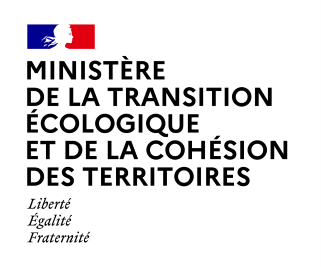 MINISTÈRE
DE LA TRANSITION
ÉCOLOGIQUE
ET DE LA COHÉSION
DES TERRITOIRES
Liberté
Égalité
Fraternité